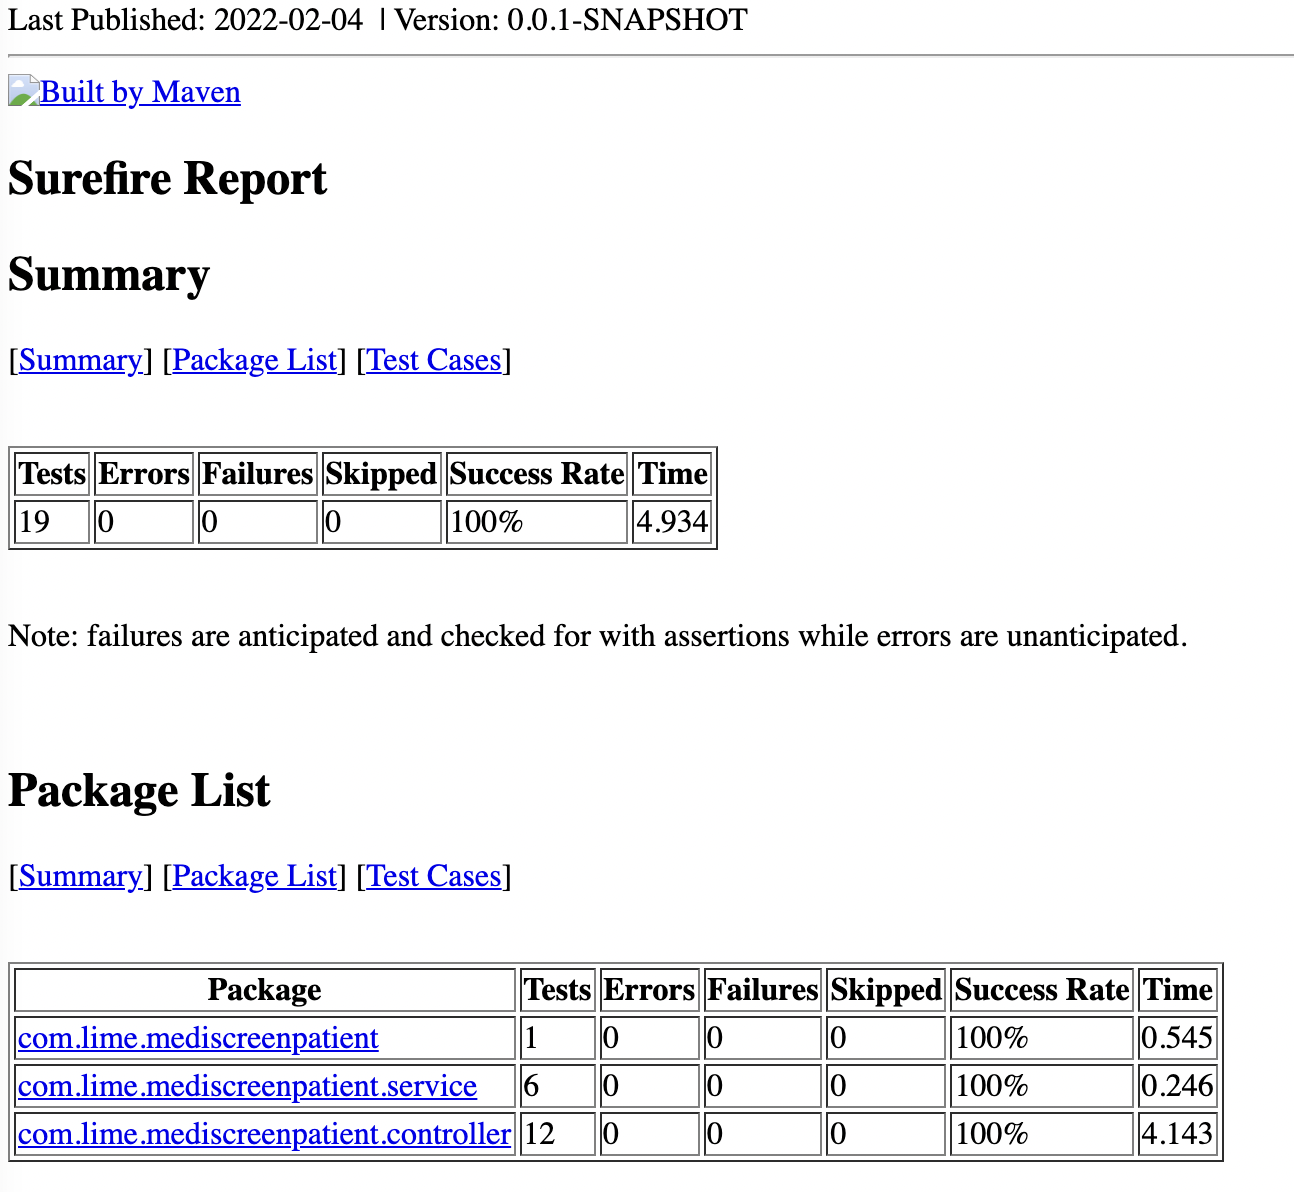 Last Published: 2022-02-04 | Version: 0.0.1-SNAPSHOT
Built by Maven
Surefire Report
Summary
[Summary] [Package List] [Test Cases]
Tests Errors Failures Skipped Success Rate Time
19 0 0 0 100% 4.934
Note: failures are anticipated and checked for with assertions while errors are unanticipated.
Package List
[Summary] [Package List] [Test Cases]
Package Tests Errors Failures Skipped Success Rate Time
com.lime.mediscreenpatient 1 0 0 0 100% 0.545
com.lime.mediscreenpatient.service 6 0 0 0 100% 0.246
com.lime.mediscreenpatient.controller 12 0 0 0 100% 4.143